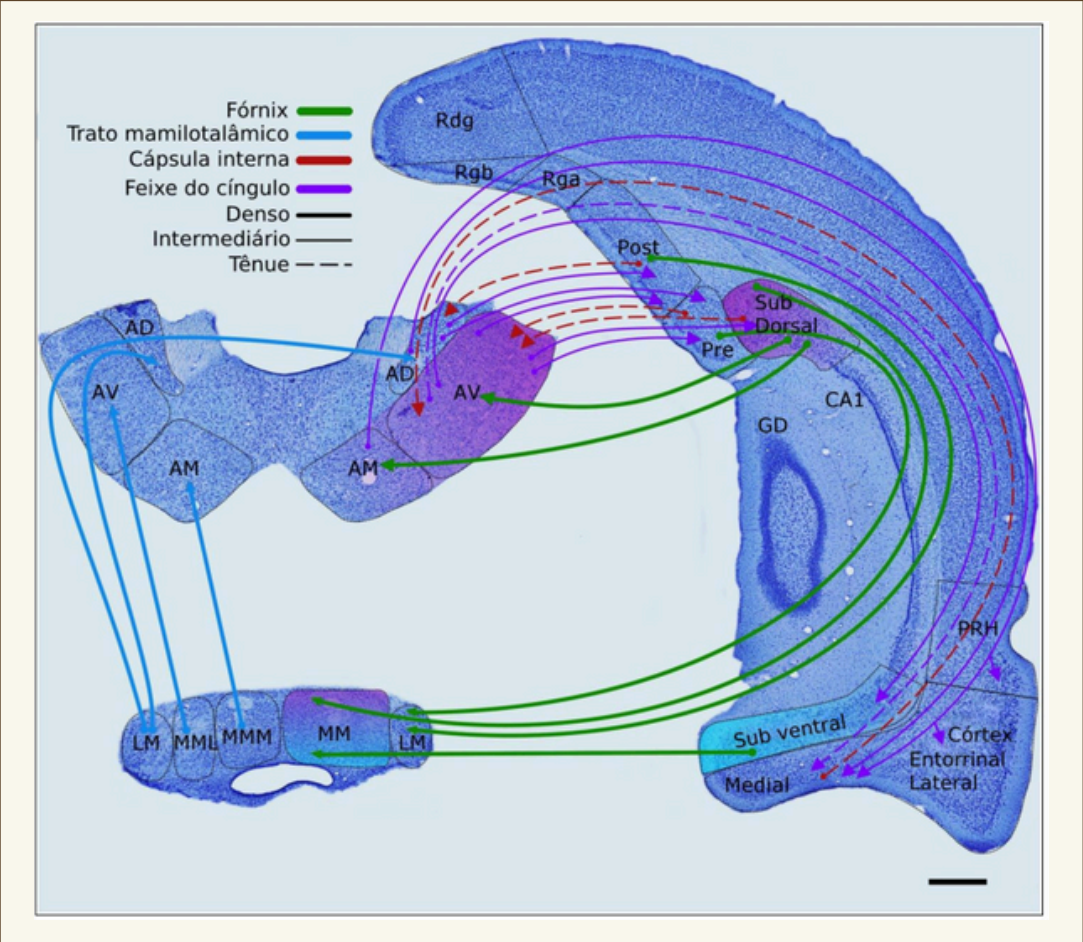 Fórnix
Trato mamilotalâmico
Cápsula interna
Feixe do cíngulo
Denso
Intermediário
Tênue
Rdg
Rgb
Rga
Post
Sub
Dorsal
Pre
CA1
GD
AD
AV
AM
AD
AV
AM
LM
MML
MMM
MM
LM
PRH
Sub ventral
Medial
Córtex
Entorrinal
Lateral